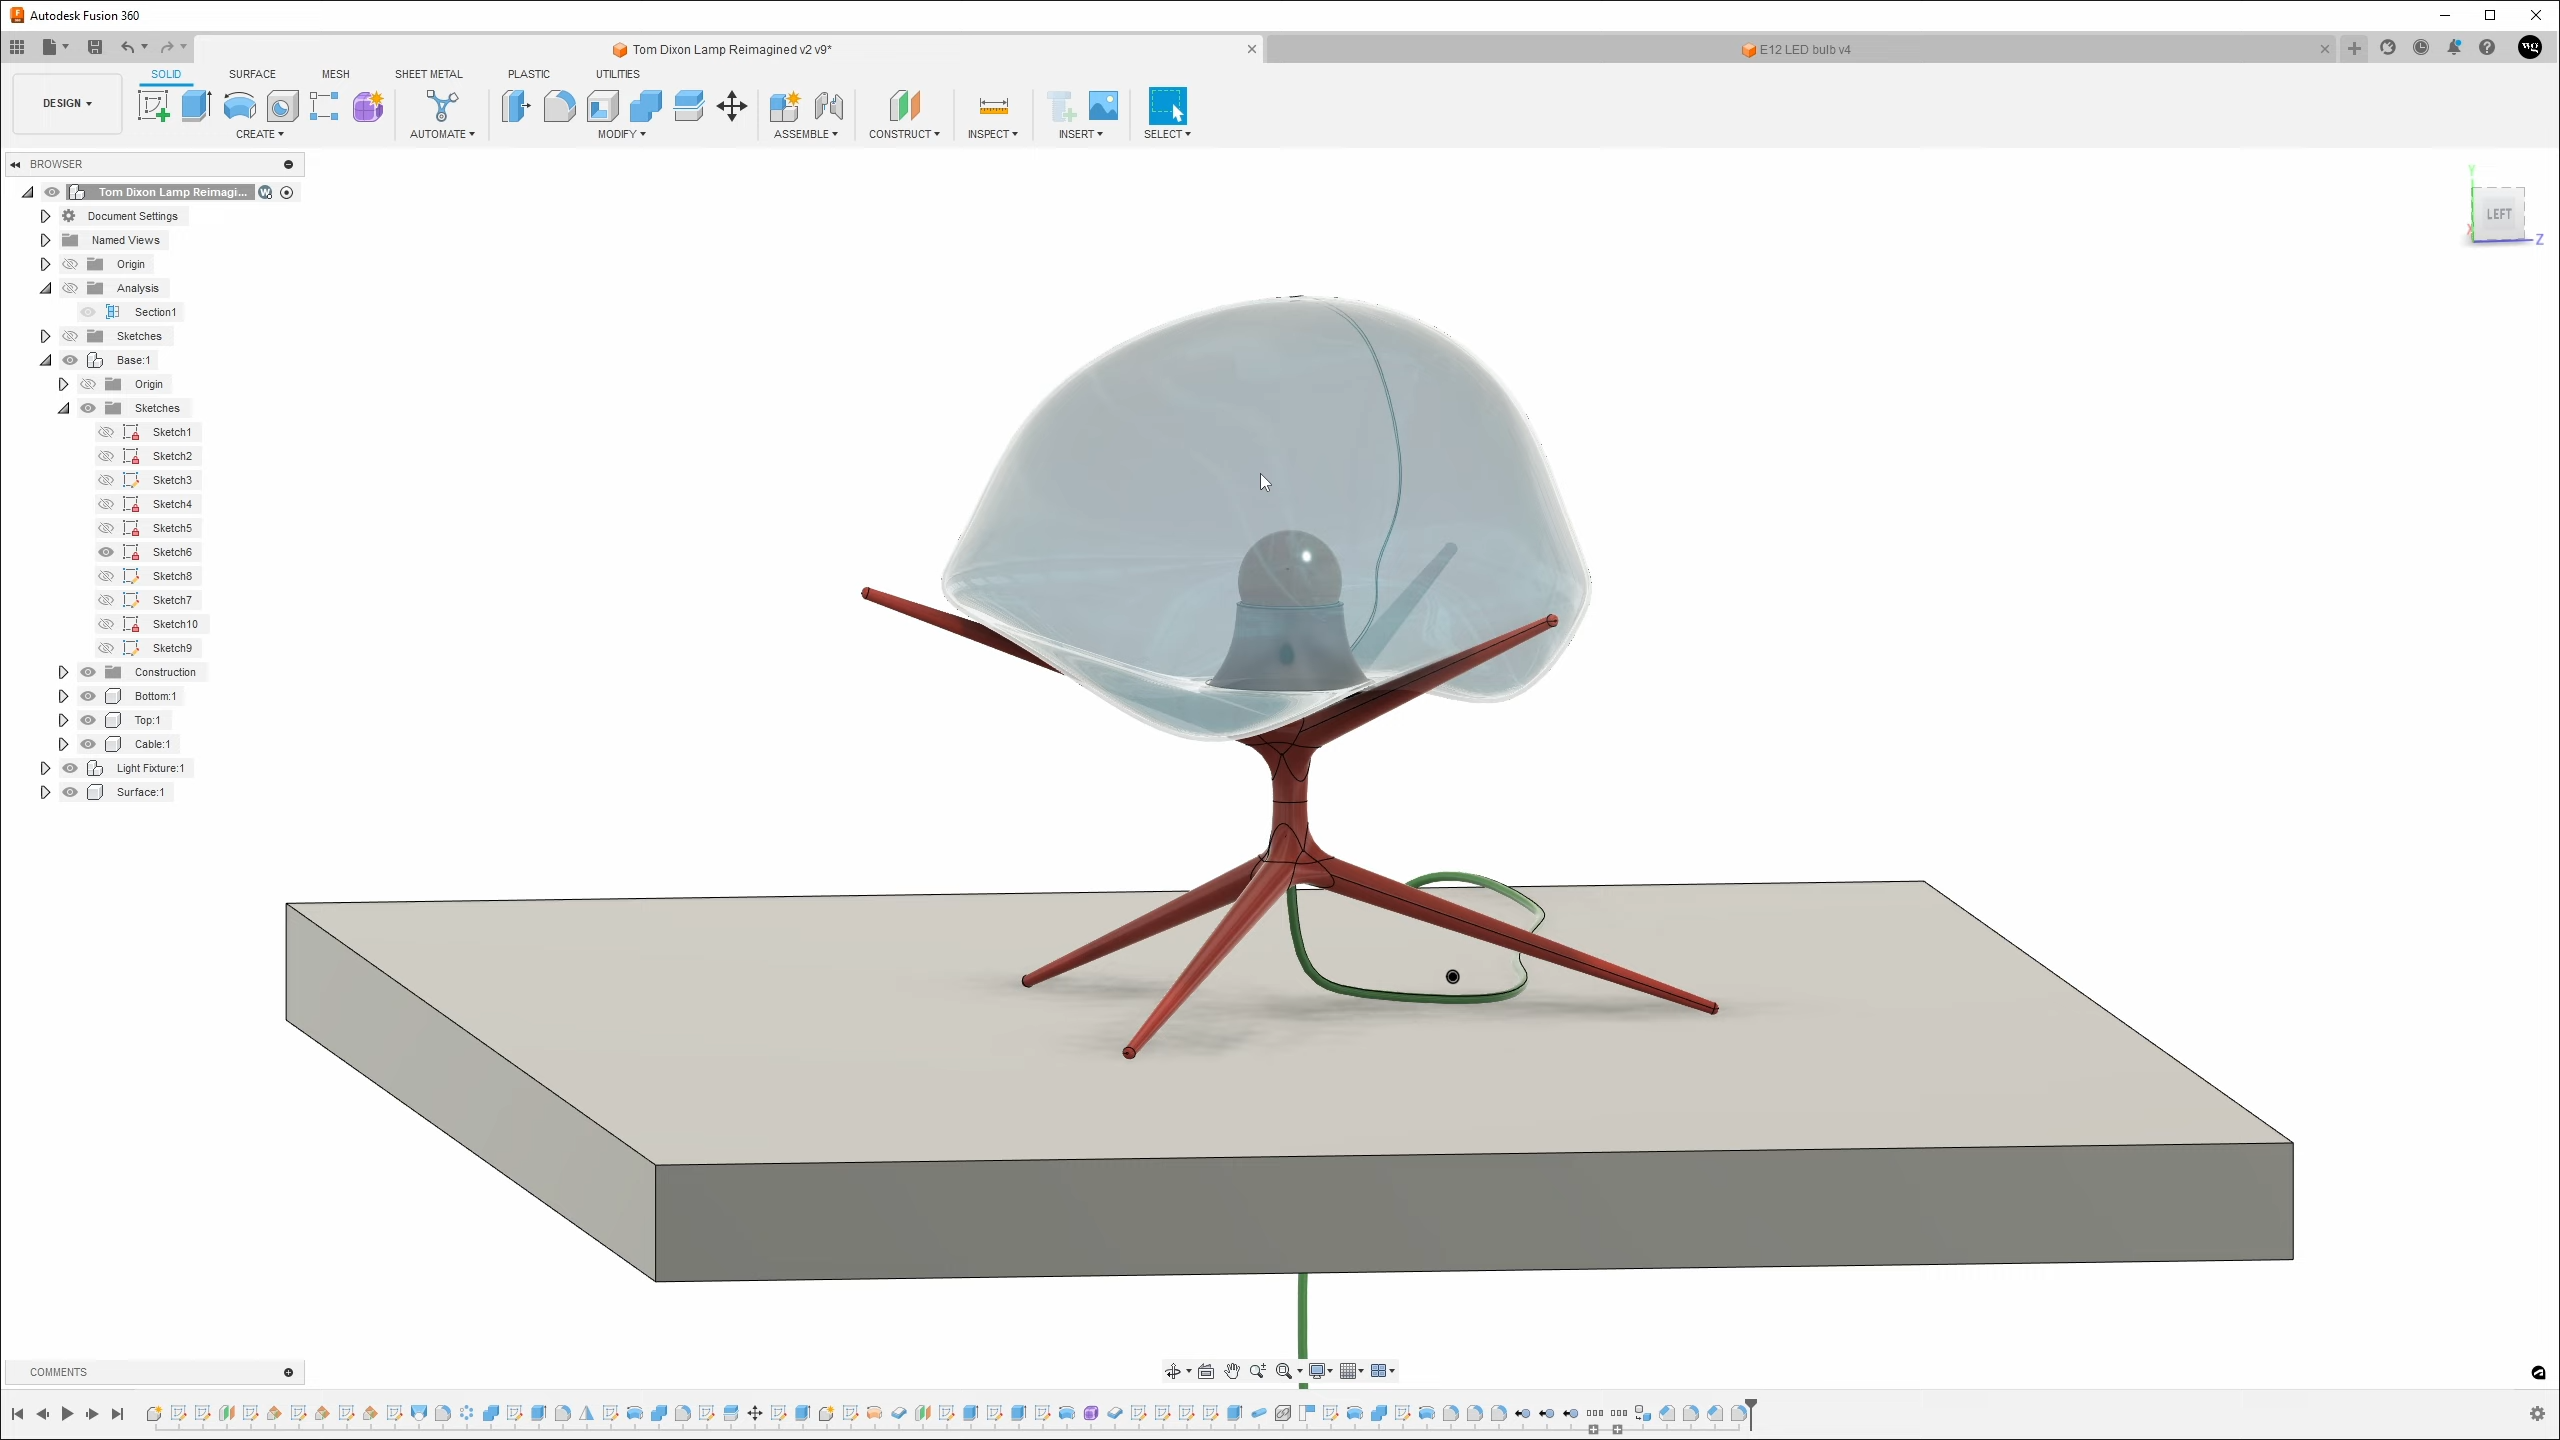 Autodesk Fusion 360
Tom Dixon Lamp Reimagined v2 v9*
E12 LED bulb v4
SOLID SURFACE MESH SHEET METAL PLASTIC UTILITIES
DESIGN
CREATE AUTOMATE MODIFY ASSEMBLE CONSTRUCT INSPECT INSERT SELECT
BROWSER
Tom Dixon Lamp Reimagi...
Document Settings
Named Views
Origin
Analysis
Section1
Sketches
Base:1
Origin
Sketches
Sketch1
Sketch2
Sketch3
Sketch4
Sketch5
Sketch6
Sketch8
Sketch7
Sketch10
Sketch9
Construction
Bottom:1
Top:1
Cable:1
Light Fixture:1
Surface:1
Y
LEFT
X
Z
COMMENTS